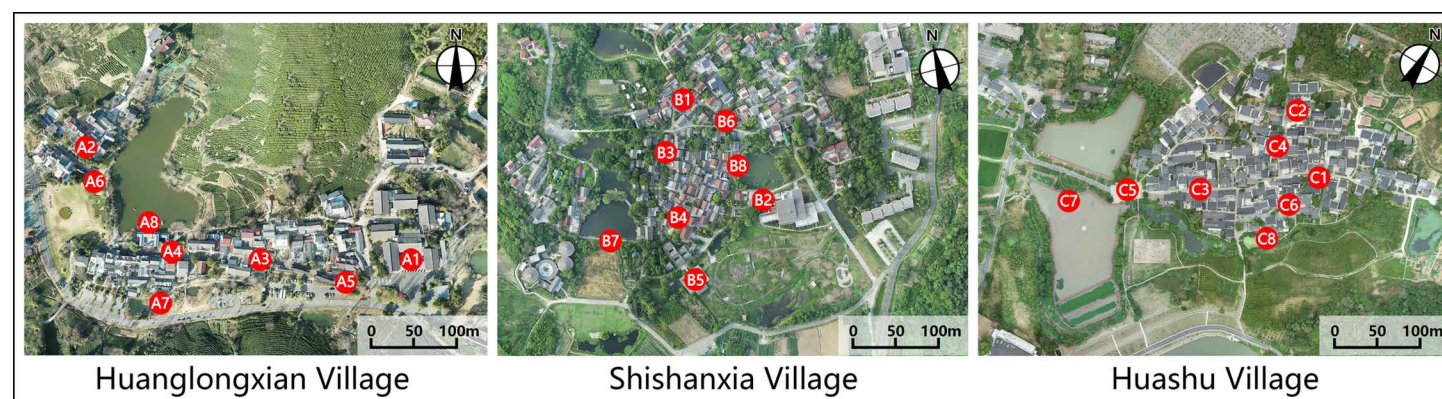 N
A2
A6
A8
A4
A3
A1
A5
A7
0 50 100m
Huanglongxian Village
N
B1
B6
B3
B8
B2
B4
B7
B5
0 50 100m
Shishanxia Village
N
C2
C4
C1
C5
C3
C7
C6
C8
0 50 100m
Huashu Village